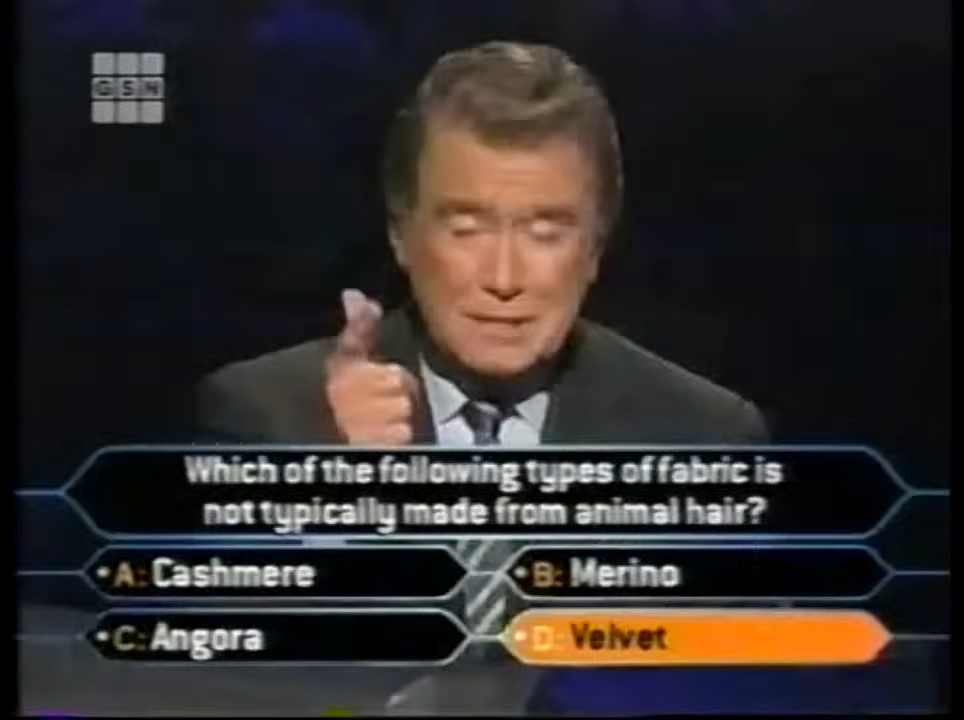 GSN
Which of the following types of fabric is
not typically made from animal hair?
• A: Cashmere
• B: Merino
• C: Angora
• D: Velvet